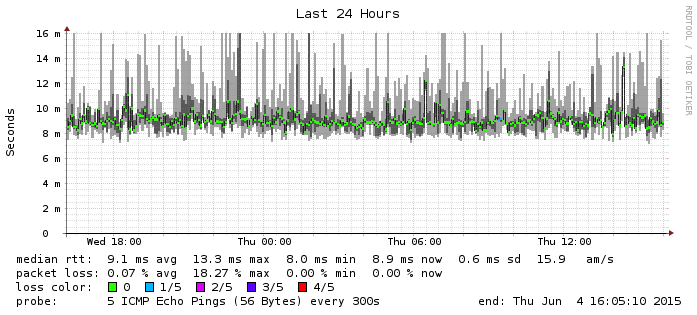 Last 24 Hours
RRDTOOL / TOBI OETIKER
Seconds
16 m
14 m
12 m
10 m
8 m
6 m
4 m
2 m
0
Wed 18:00 Thu 00:00 Thu 06:00 Thu 12:00
median rtt: 9.1 ms avg 13.3 ms max 8.0 ms min 8.9 ms now 0.6 ms sd 15.9 am/s
packet loss: 0.07 % avg 18.27 % max 0.00 % min 0.00 % now
loss color: 0 1/5 2/5 3/5 4/5
probe: 5 ICMP Echo Pings (56 Bytes) every 300s end: Thu Jun 4 16:05:10 2015